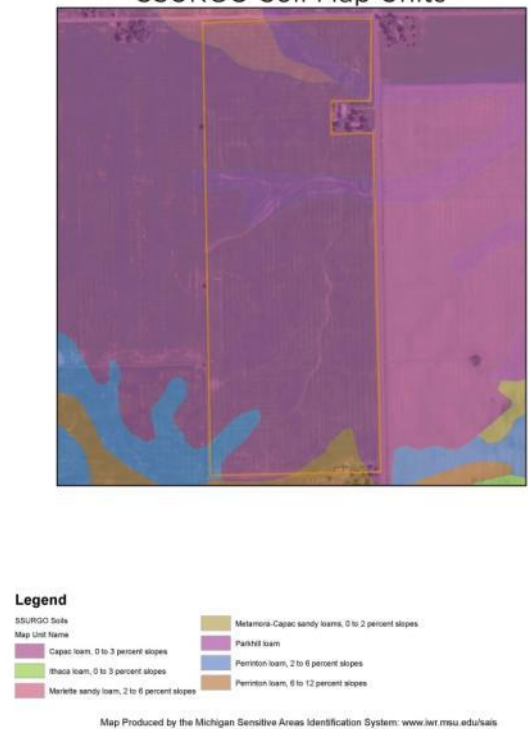 SSURGO Soil Map Units
Legend
SSURGO Soils
Map Unit Name
Capac loam, 0 to 3 percent slopes
Ithaca loam, 0 to 3 percent slopes
Marlette sandy loam, 2 to 6 percent slopes
Metamora-Capac sandy loams, 0 to 2 percent slopes
Parkhill loam
Perrinton loam, 2 to 6 percent slopes
Perrinton loam, 6 to 12 percent slopes
Map Produced by the Michigan Sensitive Areas Identification System: www.iwr.msu.edu/sais